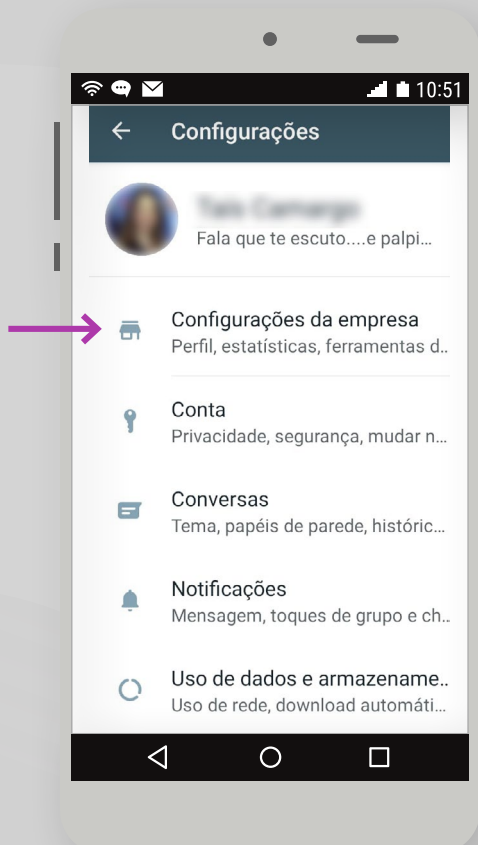 10:51
Configurações
Fala que te escuto....e palpi...
Configurações da empresa
Perfil, estatísticas, ferramentas d..
Conta
Privacidade, segurança, mudar n...
Conversas
Tema, papéis de parede, históric...
Notificações
Mensagem, toques de grupo e ch..
Uso de dados e armazename..
Uso de rede, download automáti...